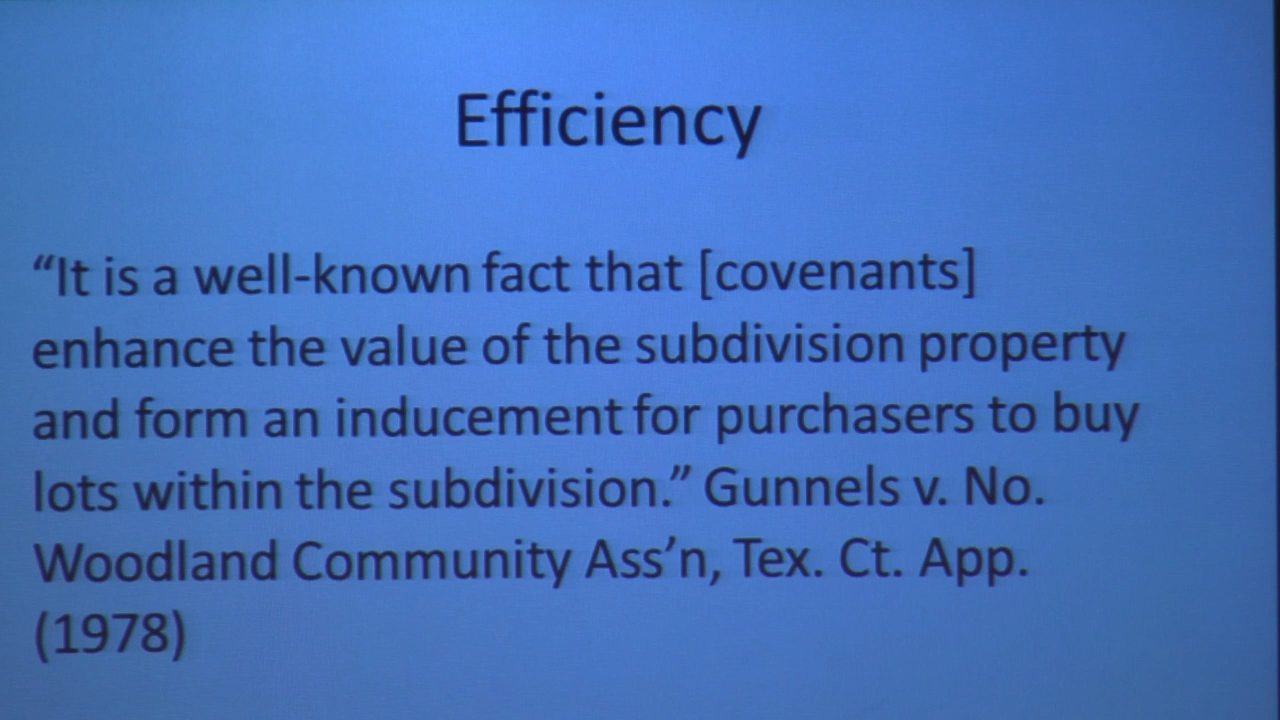 Efficiency
“It is a well-known fact that [covenants]
enhance the value of the subdivision property
and form an inducement for purchasers to buy
lots within the subdivision.” Gunnels v. No.
Woodland Community Ass’n, Tex. Ct. App.
(1978)